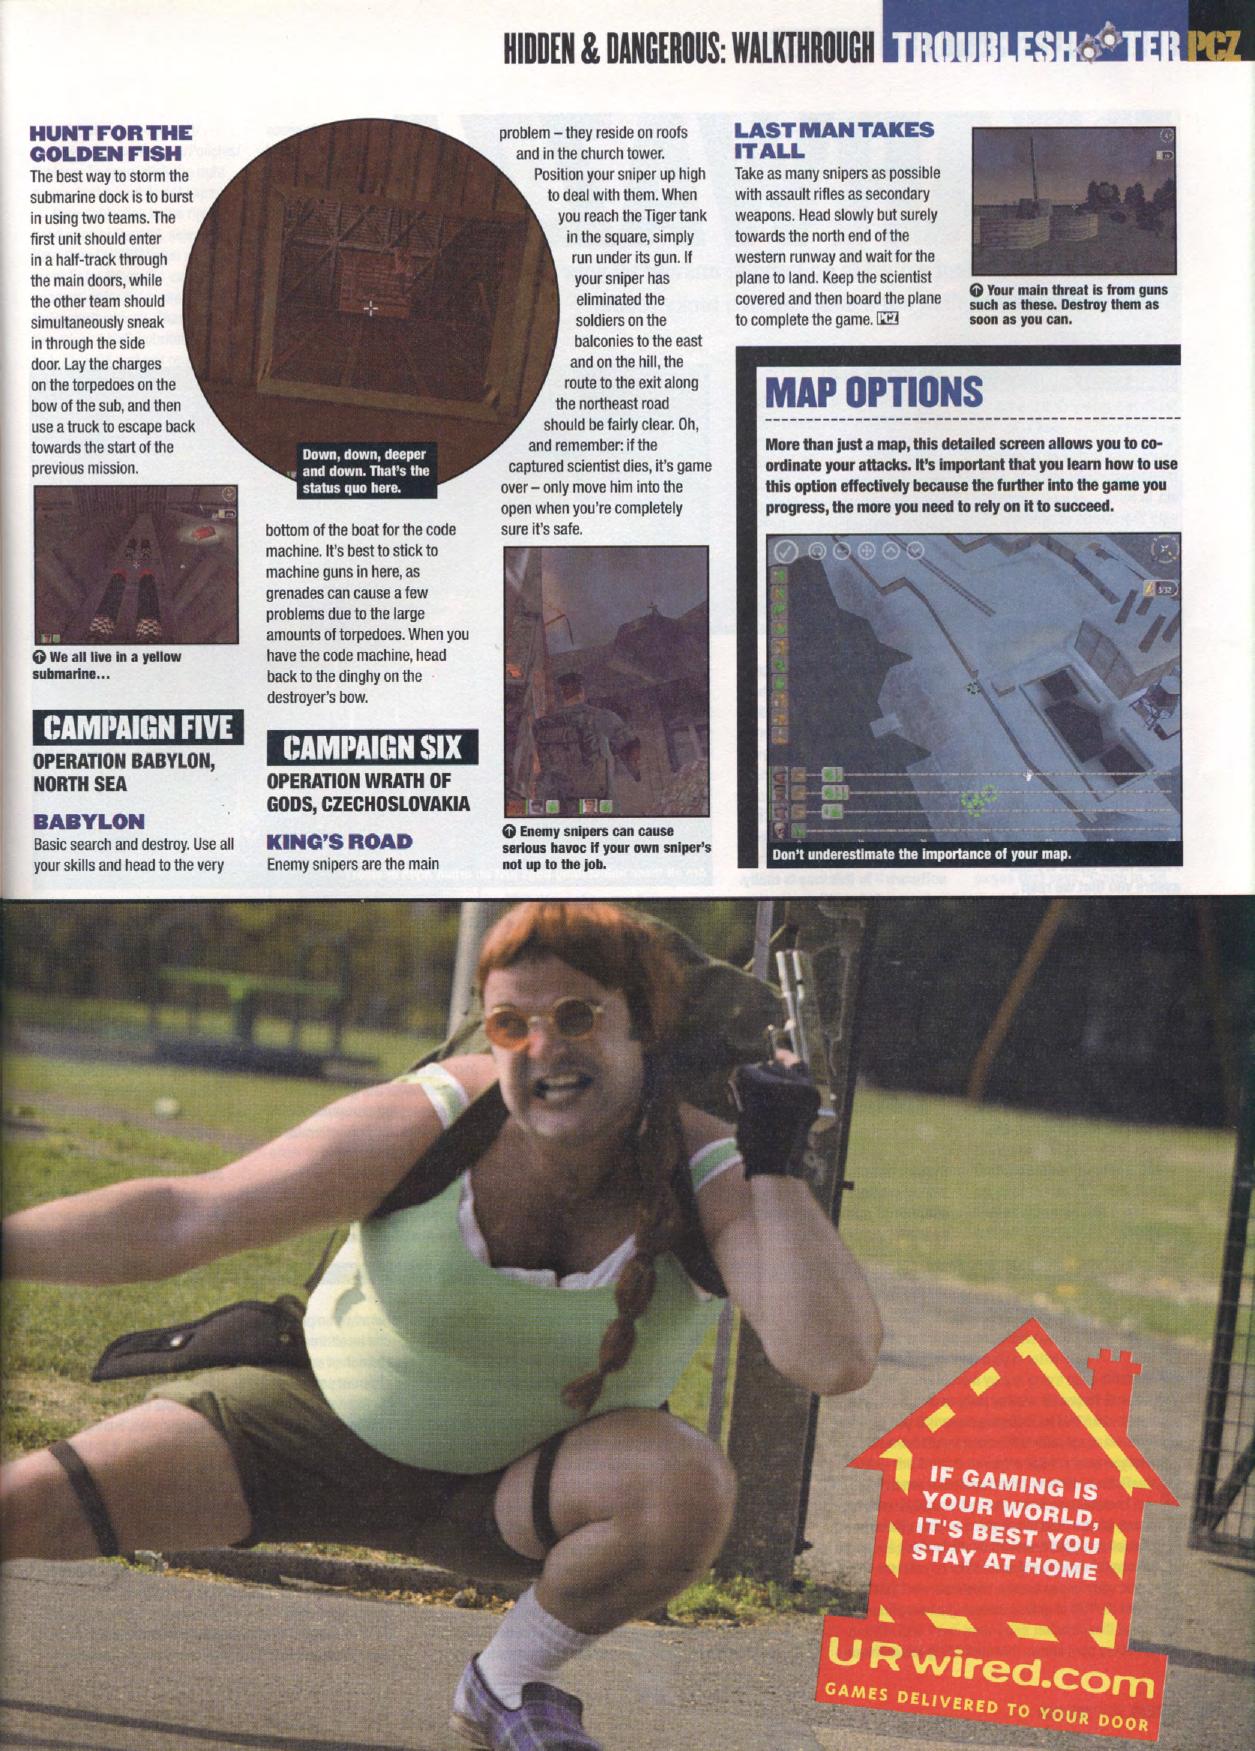 HIDDEN & DANGEROUS: WALKTHROUGH TROUBLESHOOTER PCZ
HUNT FOR THE
GOLDEN FISH
The best way to storm the
submarine dock is to burst
in using two teams. The
first unit should enter
in a half-track through
the main doors, while
the other team should
simultaneously sneak
in through the side
door. Lay the charges
on the torpedoes on the
bow of the sub, and then
use a truck to escape back
towards the start of the
previous mission.
We all live in a yellow
submarine...
CAMPAIGN FIVE
OPERATION BABYLON,
NORTH SEA
BABYLON
Basic search and destroy. Use all
your skills and head to the very
Down, down, deeper
and down. That's the
status quo here.
bottom of the boat for the code
machine. It's best to stick to
machine guns in here, as
grenades can cause a few
problems due to the large
amounts of torpedoes. When you
have the code machine, head
back to the dinghy on the
destroyer's bow.
CAMPAIGN SIX
OPERATION WRATH OF
GODS, CZECHOSLOVAKIA
KING'S ROAD
Enemy snipers are the main
problem – they reside on roofs
and in the church tower.
Position your sniper up high
to deal with them. When
you reach the Tiger tank
in the square, simply
run under its gun. If
your sniper has
eliminated the
soldiers on the
balconies to the east
and on the hill, the
route to the exit along
the northeast road
should be fairly clear. Oh,
and remember: if the
captured scientist dies, it's game
over – only move him into the
open when you're completely
sure it's safe.
Enemy snipers can cause
serious havoc if your own sniper's
not up to the job.
LAST MAN TAKES
IT ALL
Take as many snipers as possible
with assault rifles as secondary
weapons. Head slowly but surely
towards the north end of the
western runway and wait for the
plane to land. Keep the scientist
covered and then board the plane
to complete the game. PCZ
Your main threat is from guns
such as these. Destroy them as
soon as you can.
MAP OPTIONS
More than just a map, this detailed screen allows you to co-
ordinate your attacks. It's important that you learn how to use
this option effectively because the further into the game you
progress, the more you need to rely on it to succeed.
Don't underestimate the importance of your map.
IF GAMING IS
YOUR WORLD,
IT'S BEST YOU
STAY AT HOME
URwired.com
GAMES DELIVERED TO YOUR DOOR